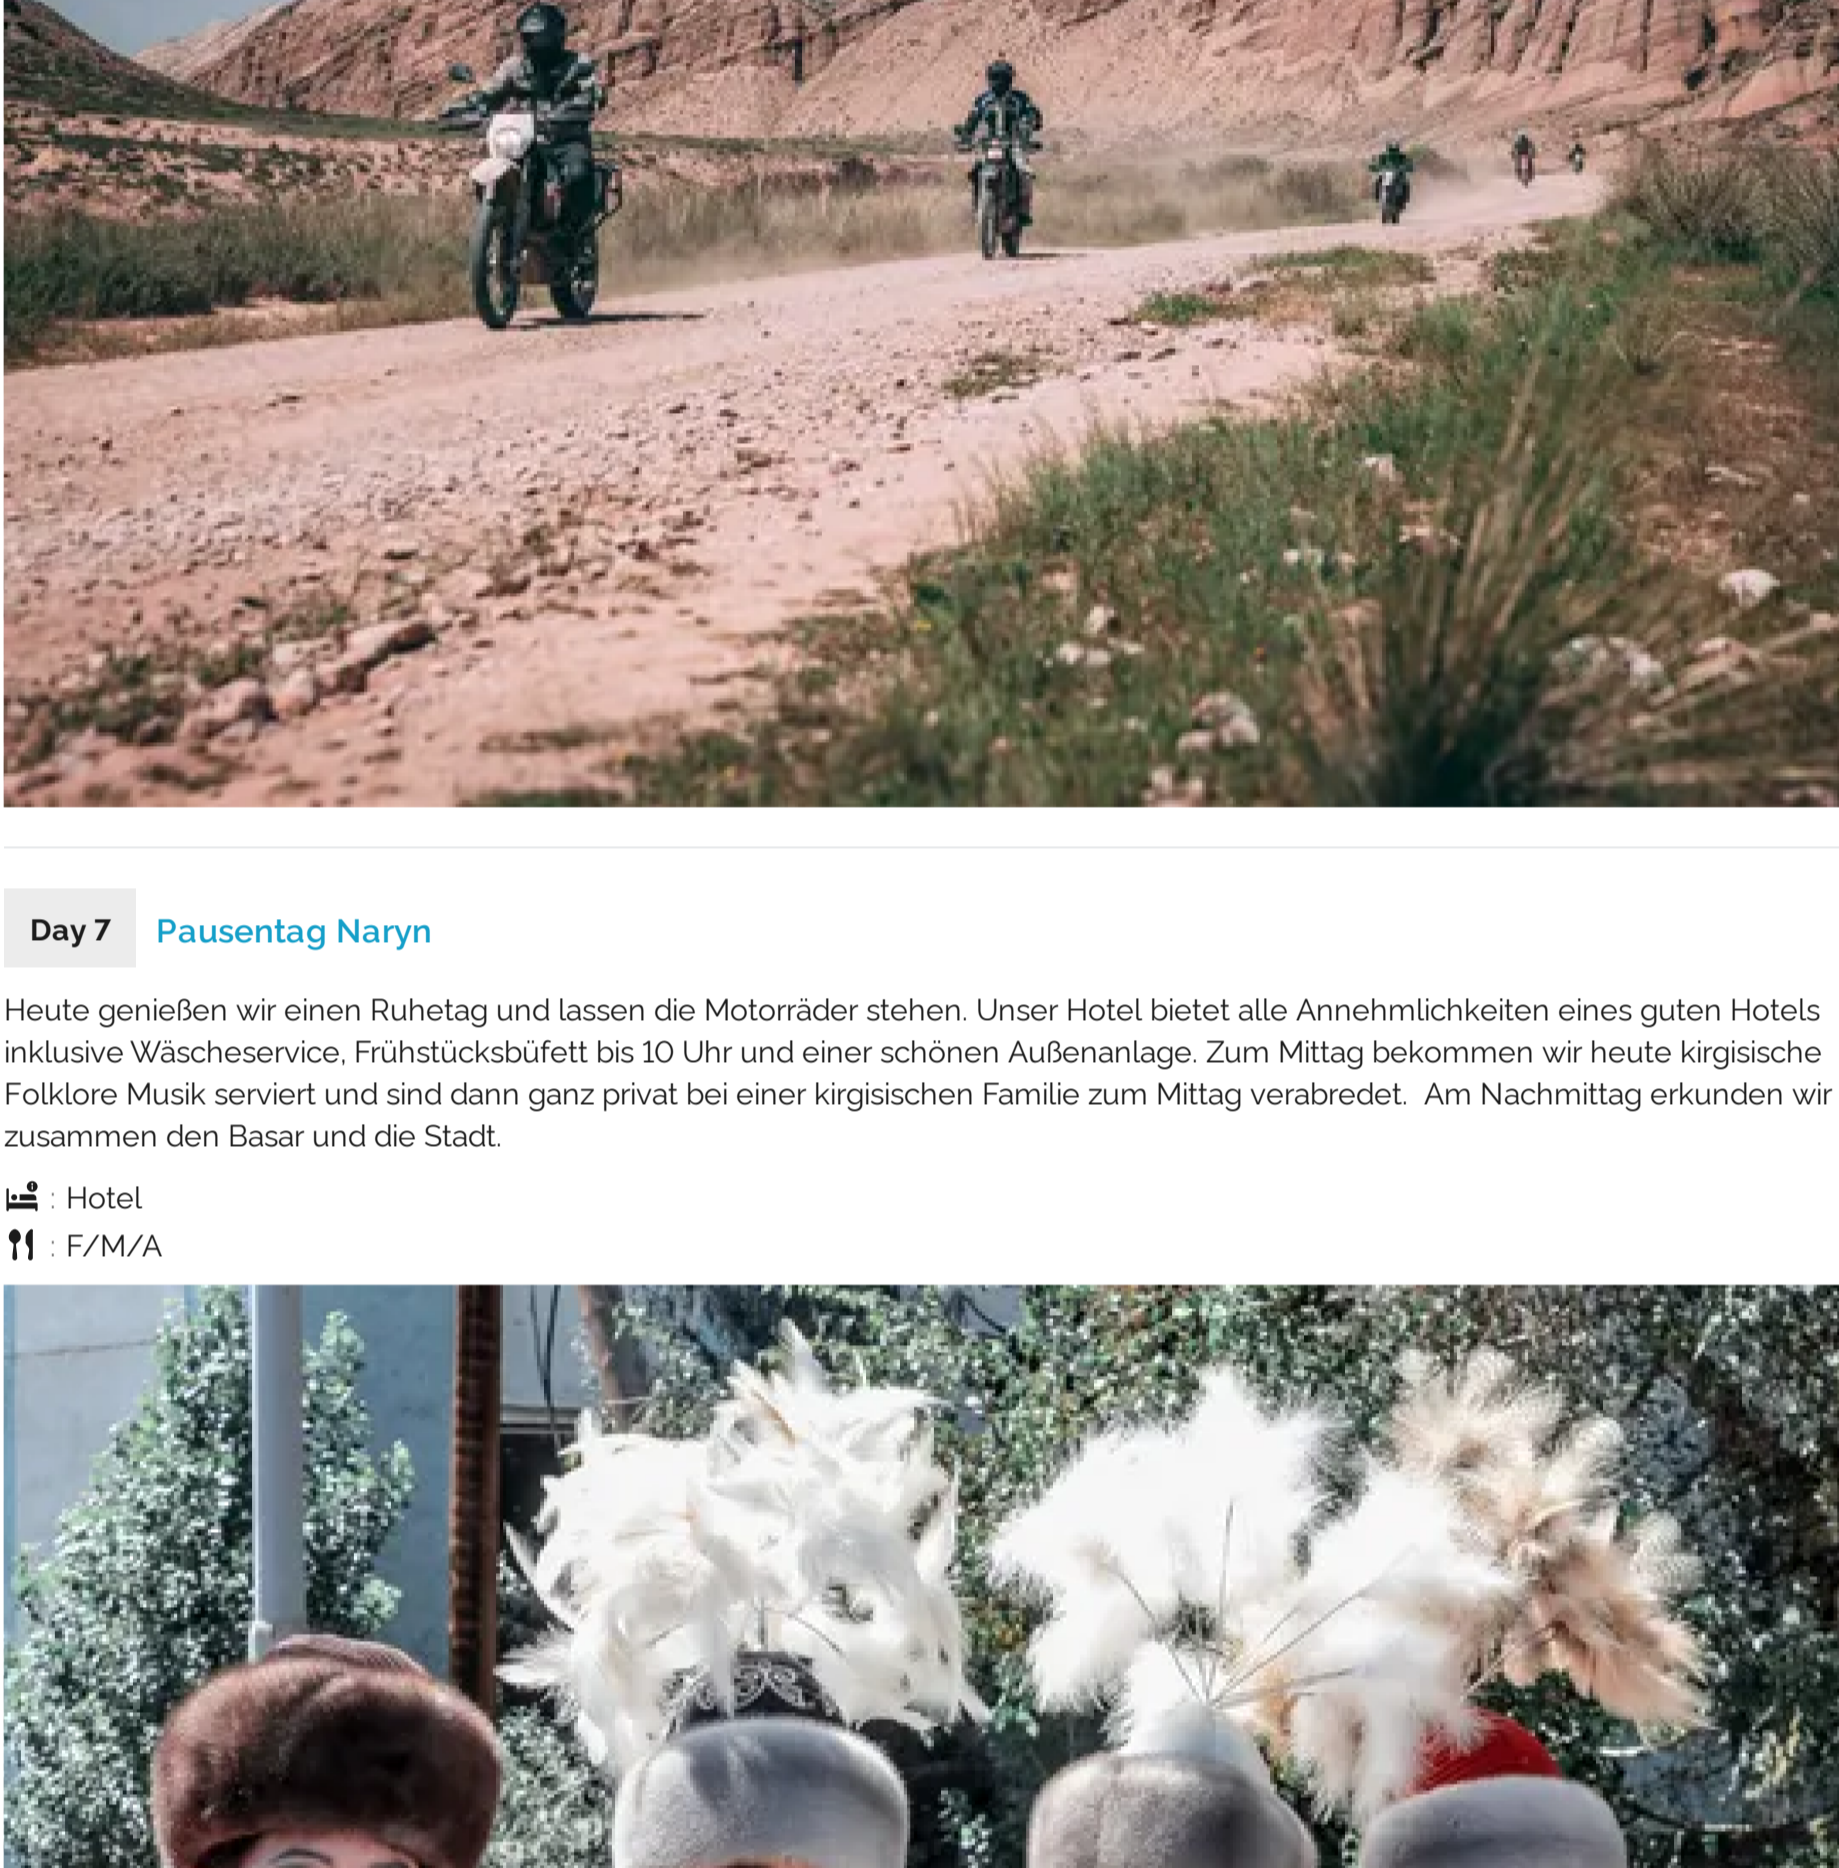 Day 7 Pausentag Naryn
Heute genießen wir einen Ruhetag und lassen die Motorräder stehen. Unser Hotel bietet alle Annehmlichkeiten eines guten Hotels
inklusive Wäscheservice, Frühstücksbüfett bis 10 Uhr und einer schönen Außenanlage. Zum Mittag bekommen wir heute kirgisische
Folklore Musik serviert und sind dann ganz privat bei einer kirgisischen Familie zum Mittag verabredet.  Am Nachmittag erkunden wir
zusammen den Basar und die Stadt.
: Hotel
: F/M/A